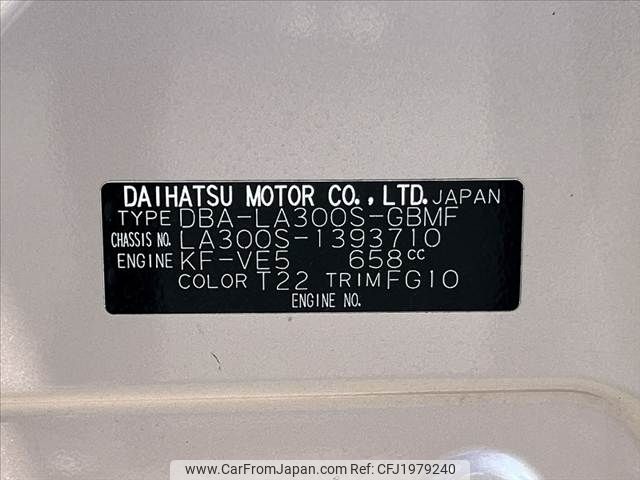 DAIHATSU MOTOR CO., LTD. JAPAN
TYPE DBA-LA300S-GBMF
CHASSIS NO. LA300S-1393710
ENGINE KF-VE5 658cc
COLOR T22 TRIM FG10
ENGINE NO.
www.CarFromJapan.com | CarFromJapan: CFJ1979240